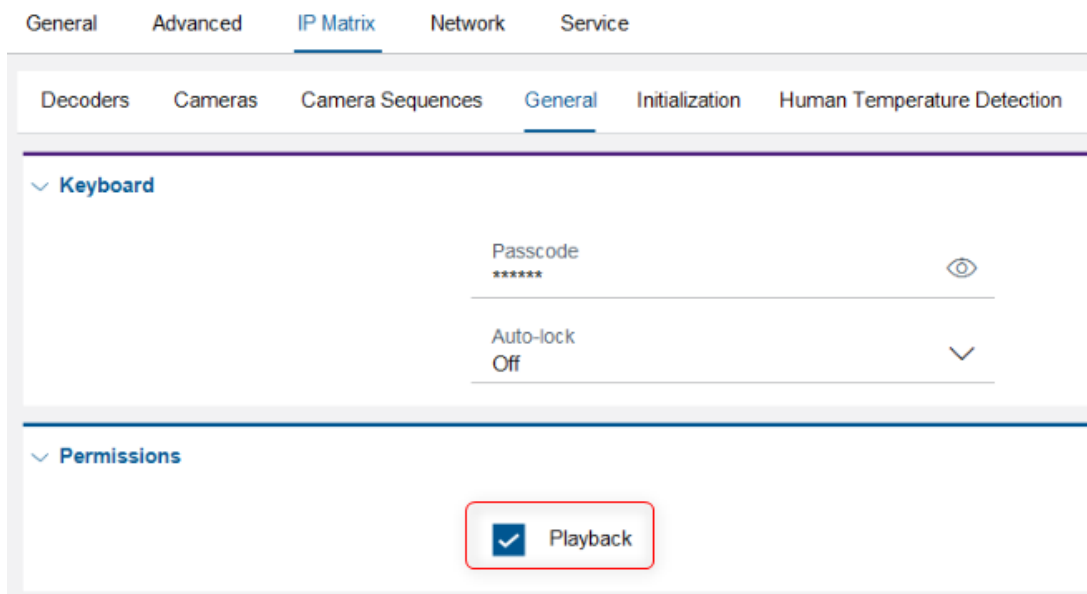 General Advanced IP Matrix Network Service
Decoders Cameras Camera Sequences General Initialization Human Temperature Detection
Keyboard
Passcode
******
Auto-lock
Off
Permissions
Playback